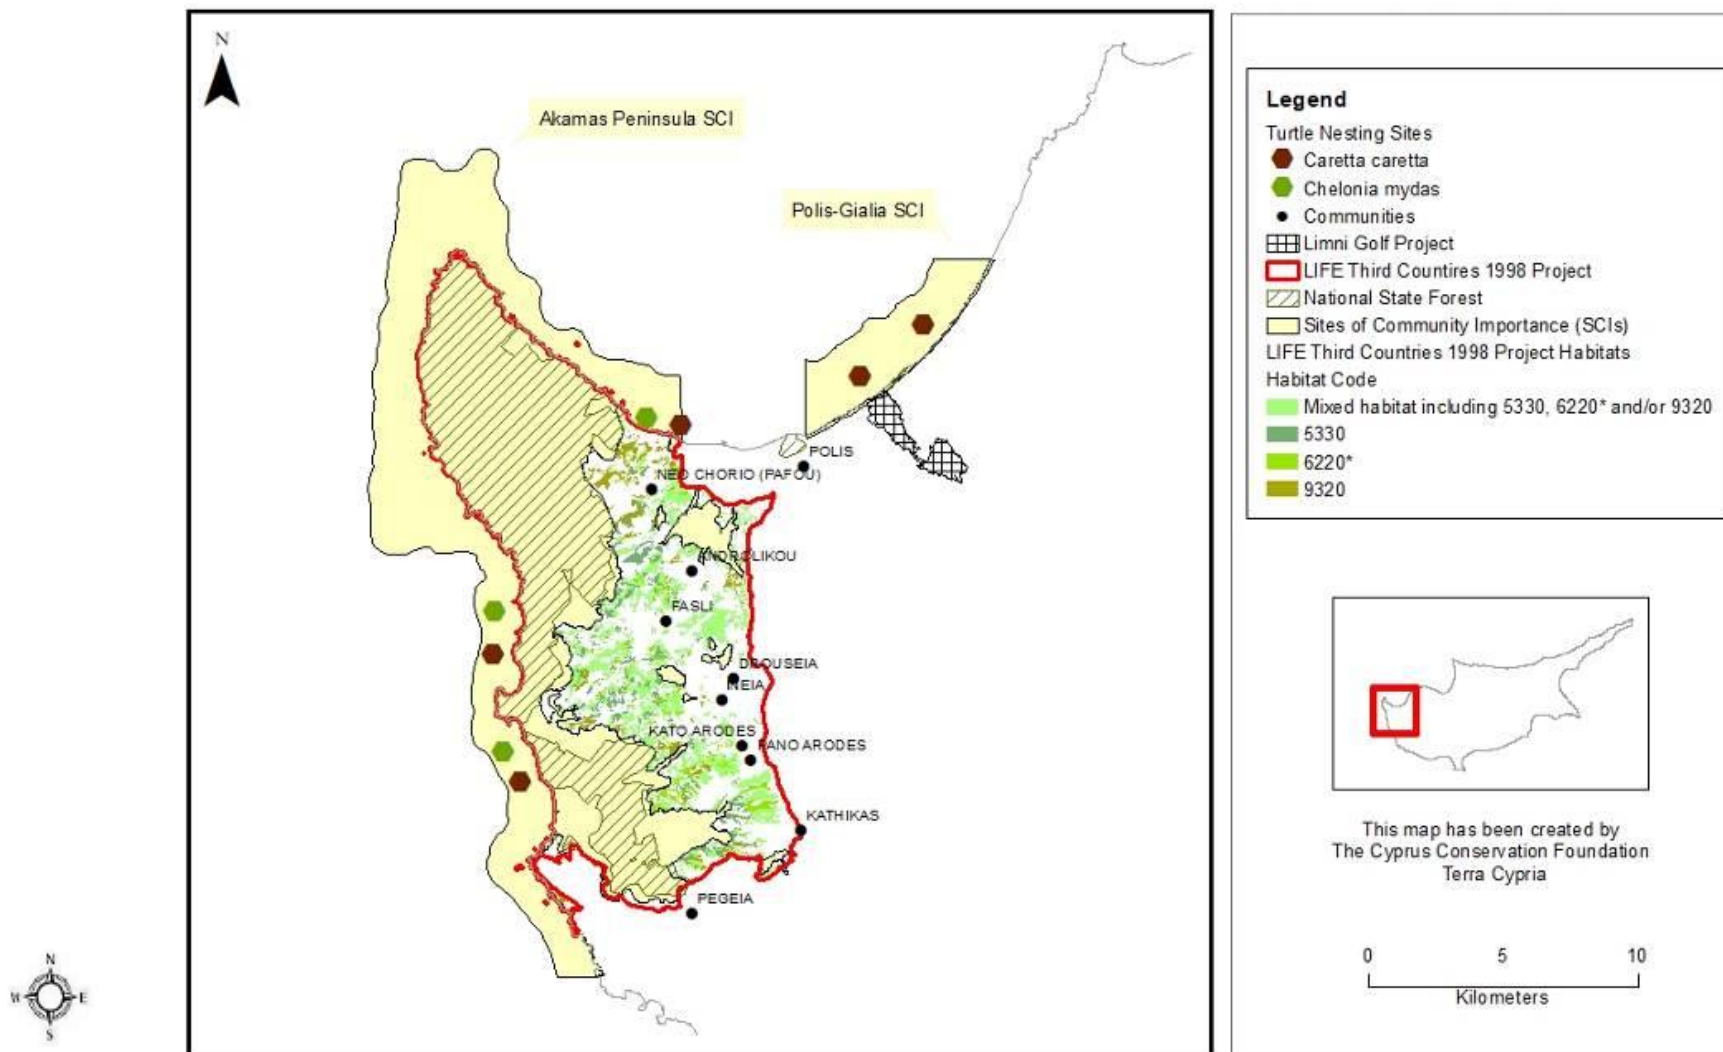 N
Akamas Peninsula SCI
Polis-Gialia SCI
POLIS
NEO CHORIO (PAFOU)
ANDROLIKOU
FASLI
DROUSEIA
INEIA
KATO ARODES
PANO ARODES
KATHIKAS
PEGEIA
N
W
E
S
Legend
Turtle Nesting Sites
Caretta caretta
Chelonia mydas
Communities
Limni Golf Project
LIFE Third Countires 1998 Project
National State Forest
Sites of Community Importance (SCIs)
LIFE Third Countries 1998 Project Habitats
Habitat Code
Mixed habitat including 5330, 6220* and/or 9320
5330
6220*
9320
This map has been created by
The Cyprus Conservation Foundation
Terra Cypria
0 5 10
Kilometers